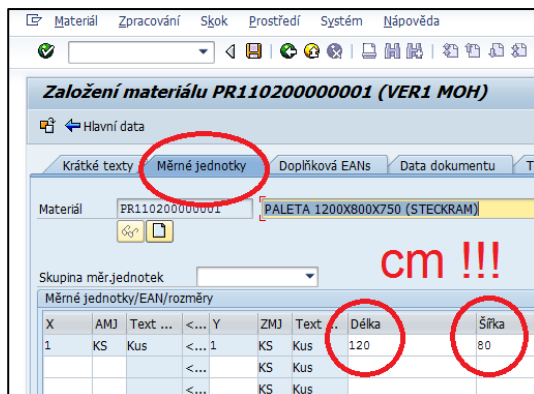 Materiál Zpracování Skok Prostředí Systém Nápověda
Založení materiálu PR110200000001 (VER1 MOH)
Hlavní data
Krátké texty Měrné jednotky Doplňková EANs Data dokumentu T
Materiál PR110200000001 PALETA 1200X800X750 (STECKRAM)
cm !!!
Skupina měr.jednotek
Měrné jednotky/EAN/rozměry
X AMJ Text ... <... Y ZMJ Text ... Délka Šířka
1 KS Kus <... 1 KS Kus 120 80
<... KS Kus
<... KS Kus